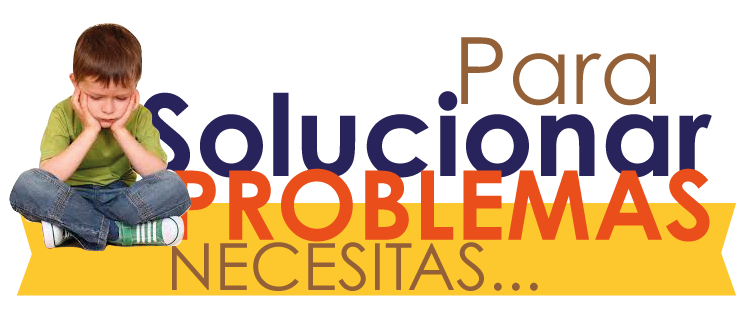 Para
Solucionar
PROBLEMAS
NECESITAS...